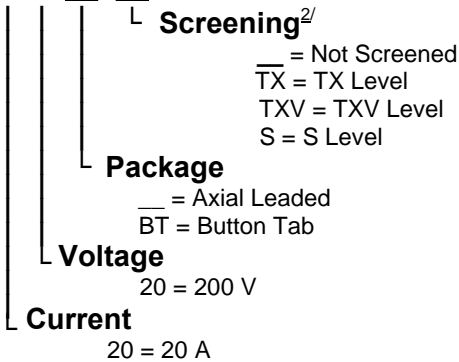 Screening2/
__ = Not Screened
TX = TX Level
TXV = TXV Level
S = S Level
Package
__ = Axial Leaded
BT = Button Tab
Voltage
20 = 200 V
Current
20 = 20 A